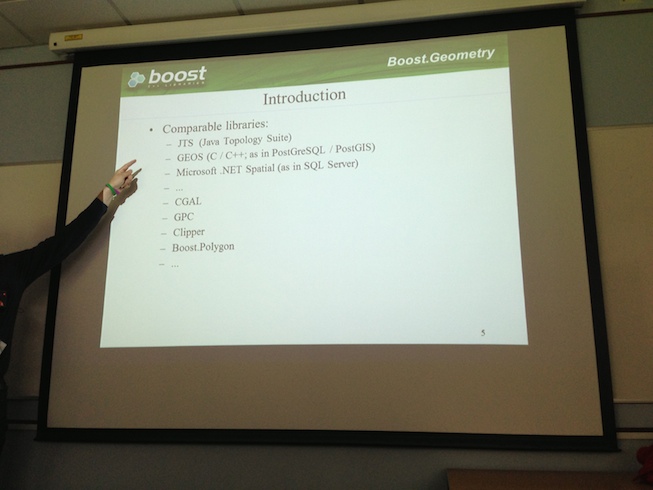 boost
C++ LIBRARIES
Boost.Geometry
Introduction
• Comparable libraries:
– JTS (Java Topology Suite)
– GEOS (C / C++; as in PostGreSQL / PostGIS)
– Microsoft .NET Spatial (as in SQL Server)
– ...
– CGAL
– GPC
– Clipper
– Boost.Polygon
– ...
5